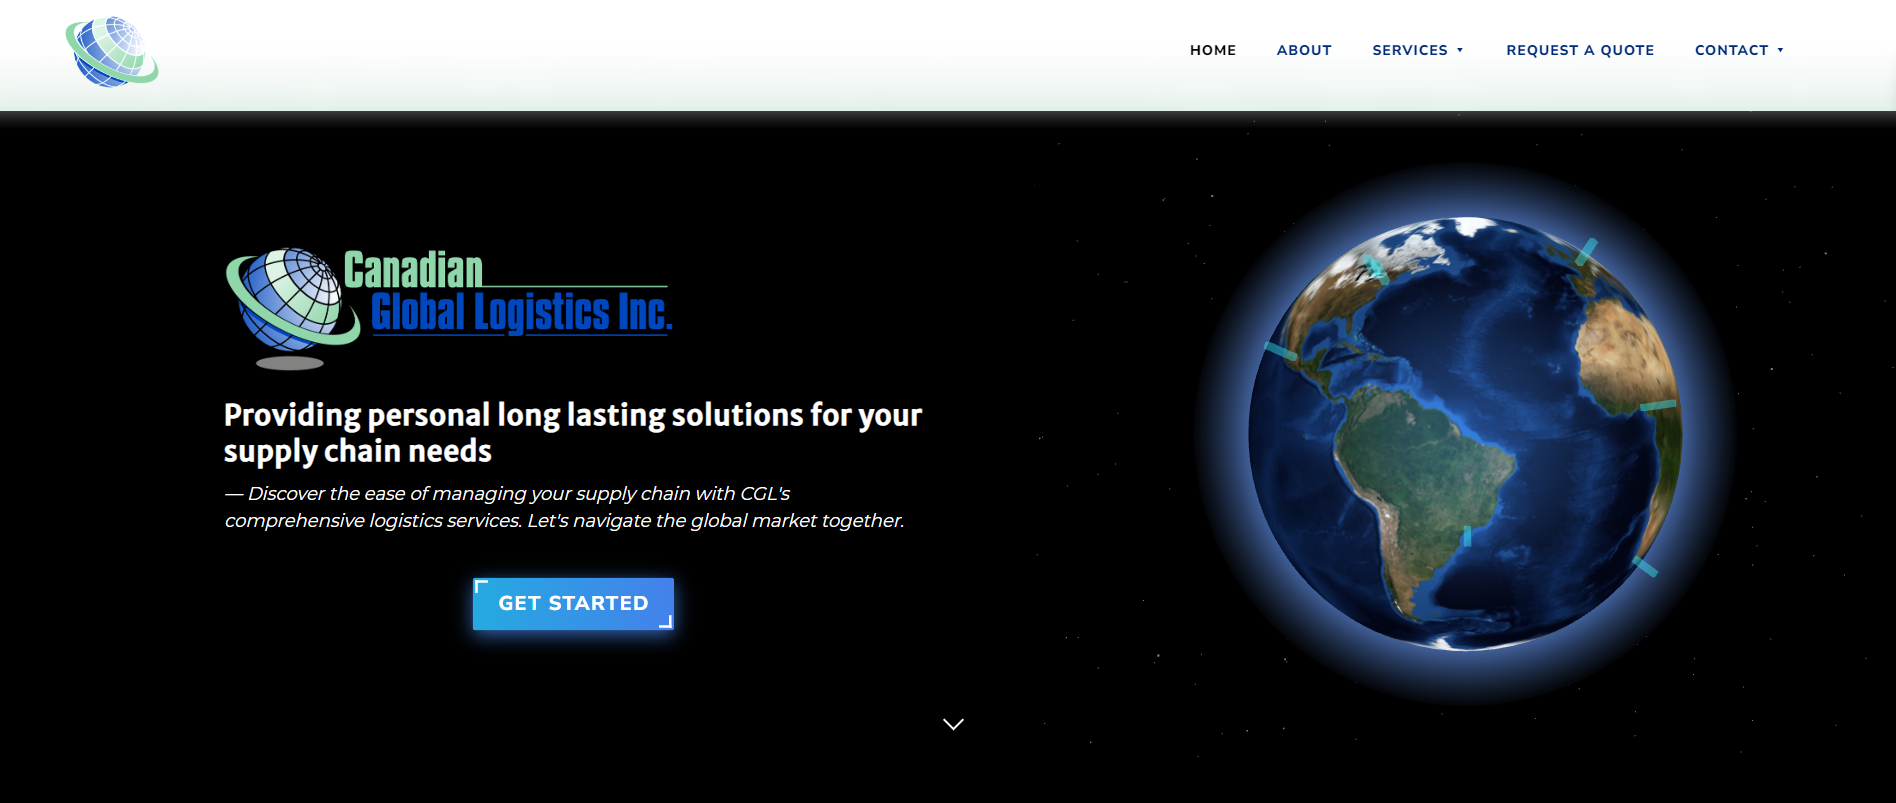 HOME ABOUT SERVICES REQUEST A QUOTE CONTACT
Canadian
Global Logistics Inc.
Providing personal long lasting solutions for your
supply chain needs
— Discover the ease of managing your supply chain with CGL's
comprehensive logistics services. Let's navigate the global market together.
GET STARTED